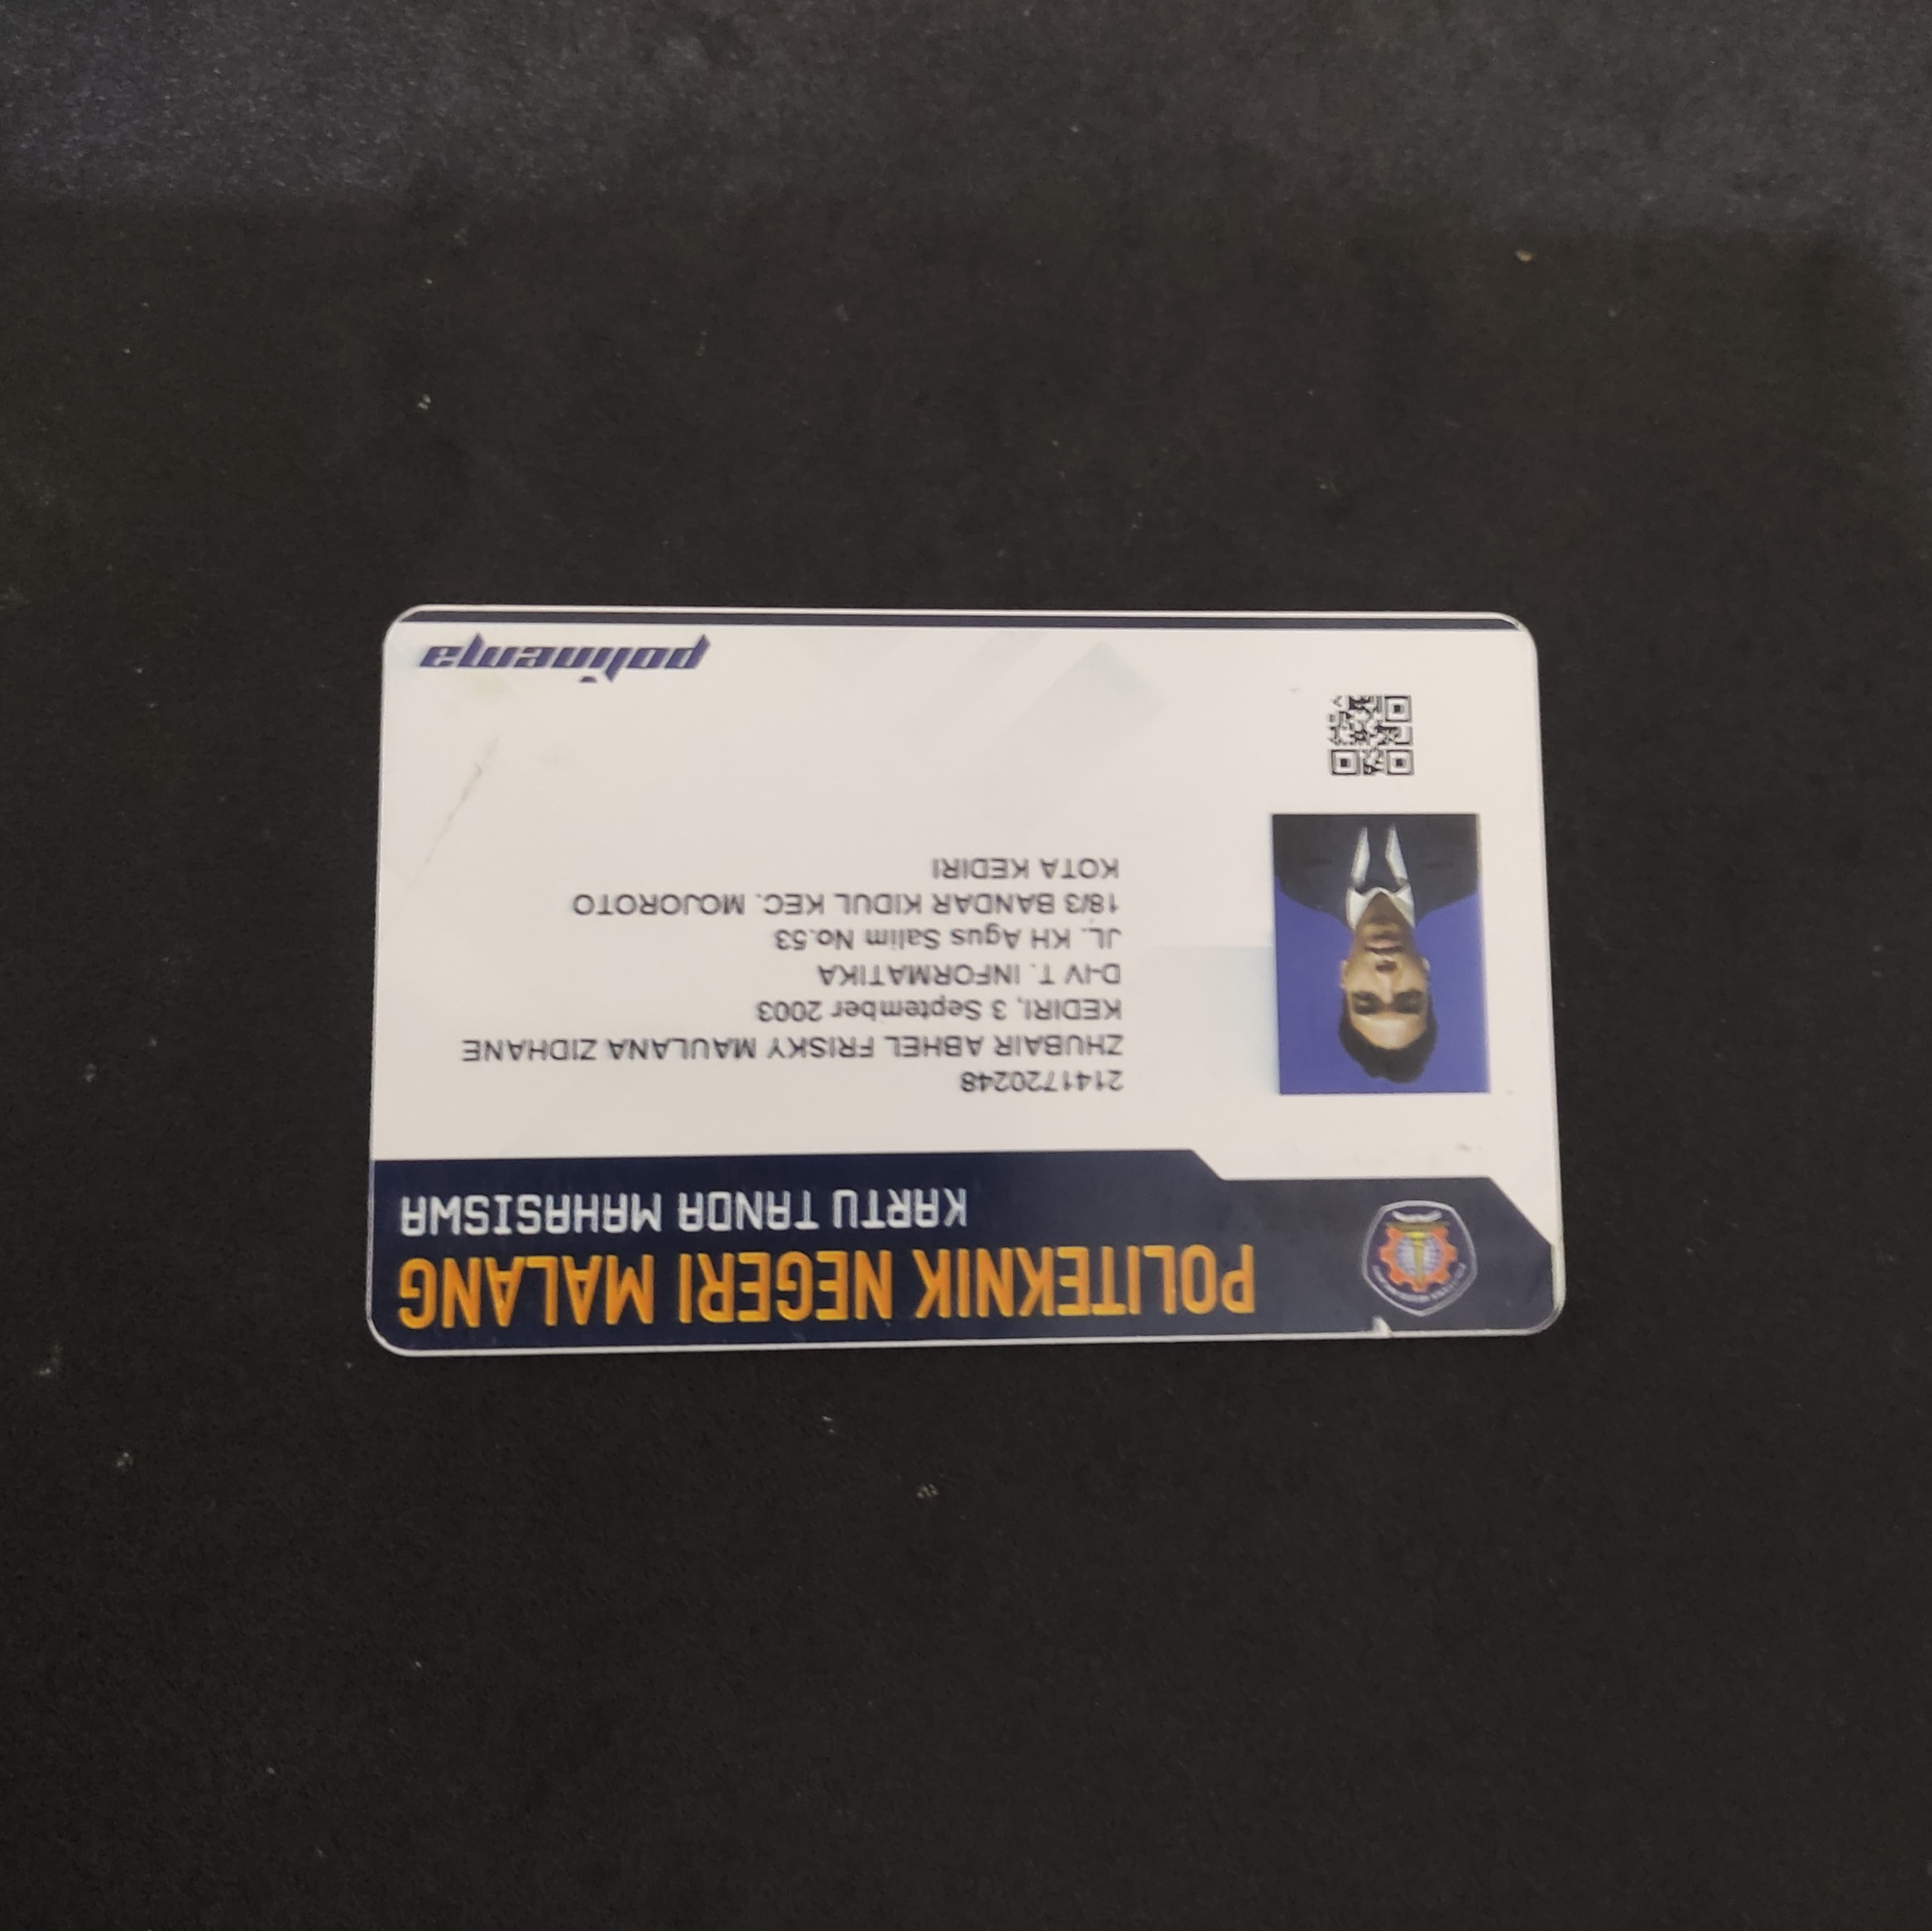 POLITEKNIK NEGERI MALANG
KARTU TANDA MAHASISWA
2141720248
ZHUBAIR ABHEL FRISKY MAULANA ZIDHANE
KEDIRI, 3 September 2003
D-IV T. INFORMATIKA
JL. KH Agus Salim No.53
18/3 BANDAR KIDUL KEC. MOJOROTO
KOTA KEDIRI
polinema